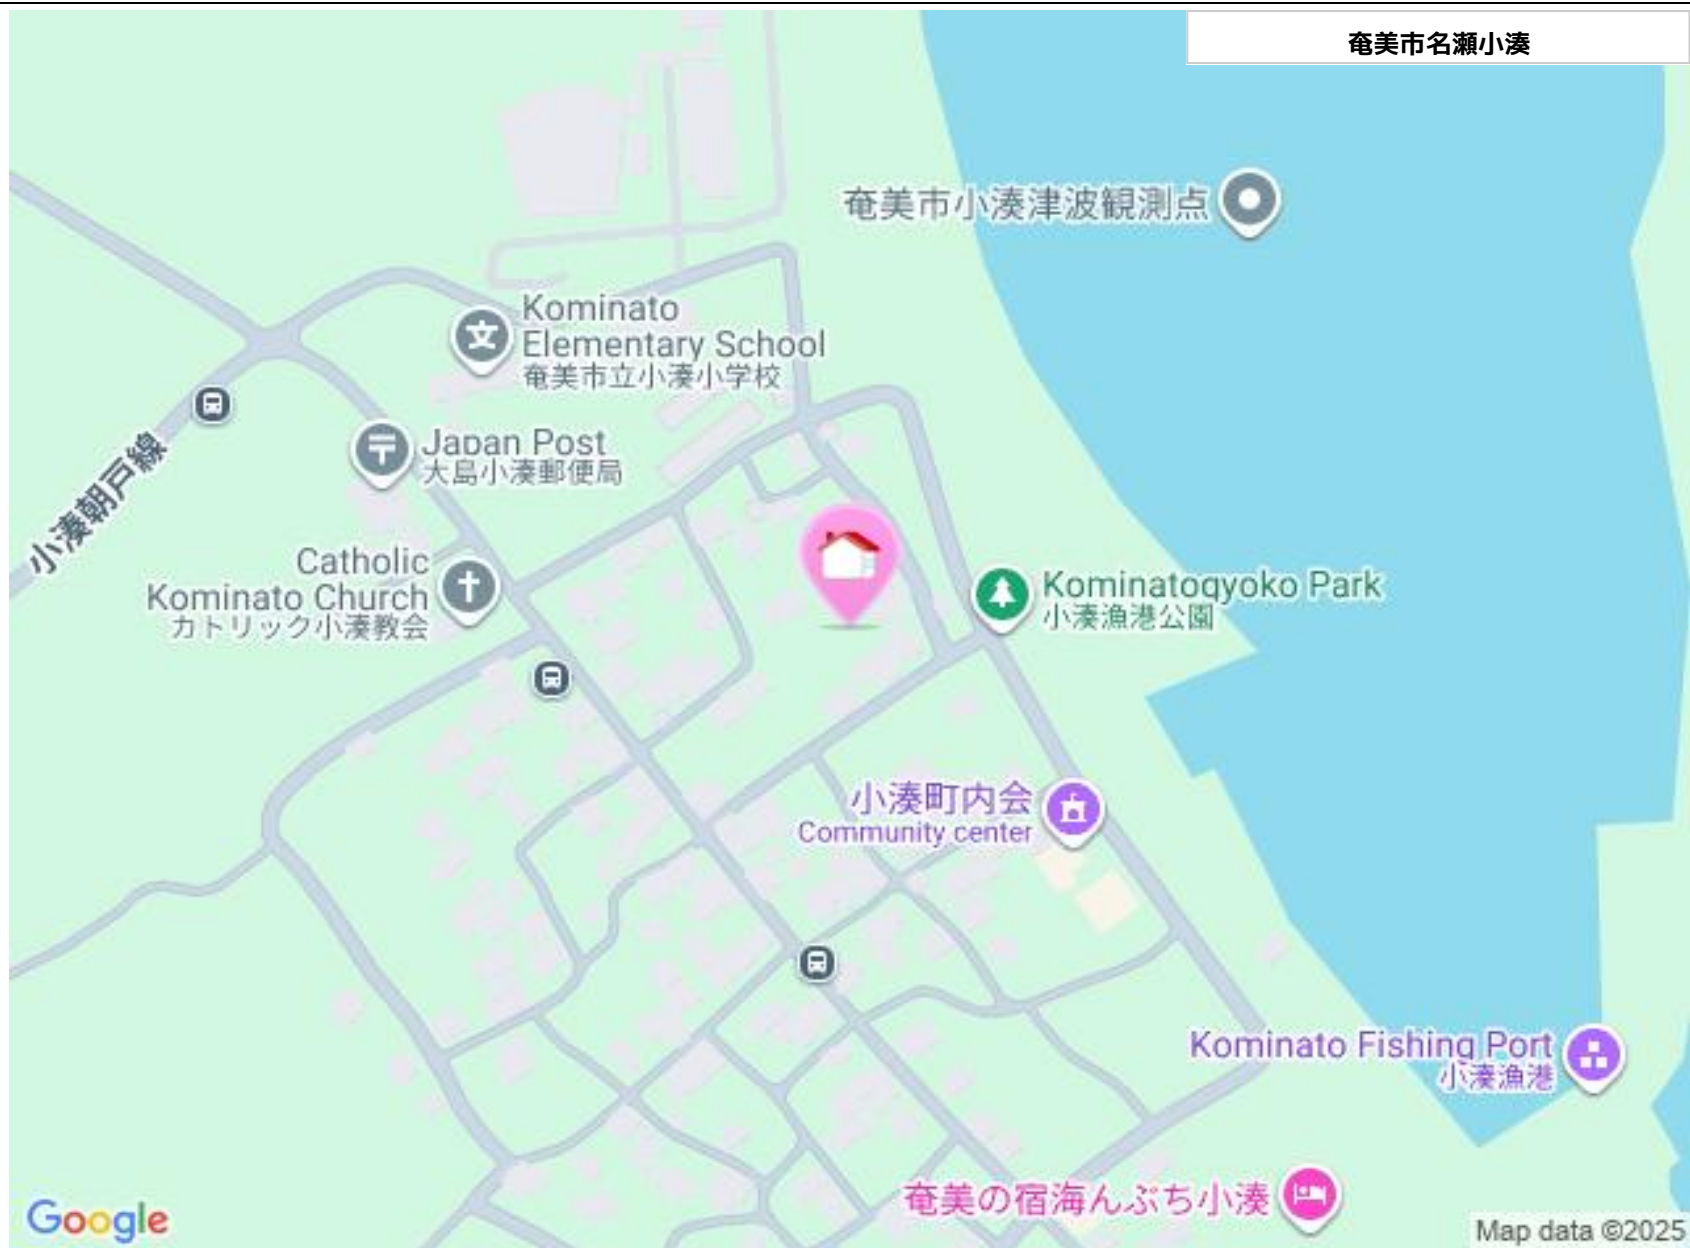 奄美市名瀬小湊
奄美市小湊津波観測点
Kominato
Elementary School
奄美市立小湊小学校
Japan Post
大島小湊郵便局
小湊朝戸線
Catholic
Kominato Church
カトリック小湊教会
Kominatogyoko Park
小湊漁港公園
小湊町内会
Community center
Kominato Fishing Port
小湊漁港
奄美の宿海んぶち小湊
Google
Map data ©2025